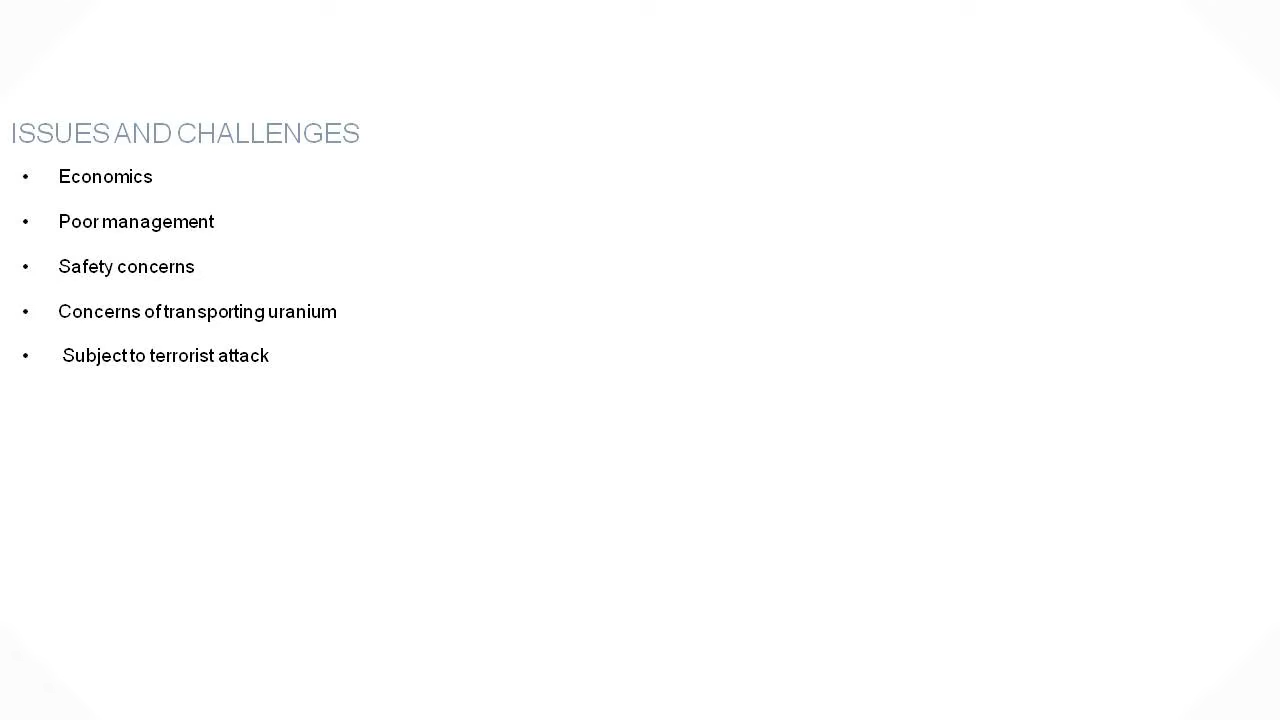 ISSUES AND CHALLENGES
• Economics
• Poor management
• Safety concerns
• Concerns of transporting uranium
• Subject to terrorist attack